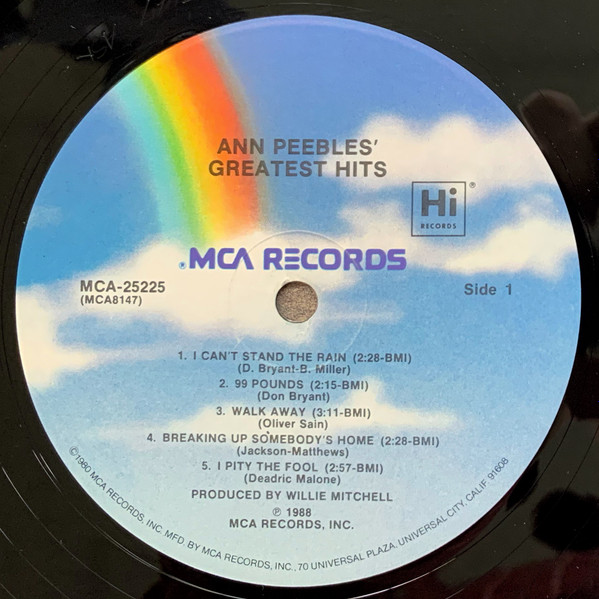 ANN PEEBLES'
GREATEST HITS
Hi®
RECORDS
®MCA RECORDS
MCA-25225
(MCA8147)
Side 1
1. I CAN'T STAND THE RAIN (2:28-BMI)
(D. Bryant-B. Miller)
2. 99 POUNDS (2:15-BMI)
(Don Bryant)
3. WALK AWAY (3:11-BMI)
(Oliver Sain)
4. BREAKING UP SOMEBODY'S HOME (2:28-BMI)
(Jackson-Matthews)
5. I PITY THE FOOL (2:57-BMI)
(Deadric Malone)
PRODUCED BY WILLIE MITCHELL
℗ 1988
MCA RECORDS, INC.
©1980 MCA RECORDS, INC. MFD. BY MCA RECORDS, INC., 70 UNIVERSAL PLAZA, UNIVERSAL CITY, CALIF. 91608